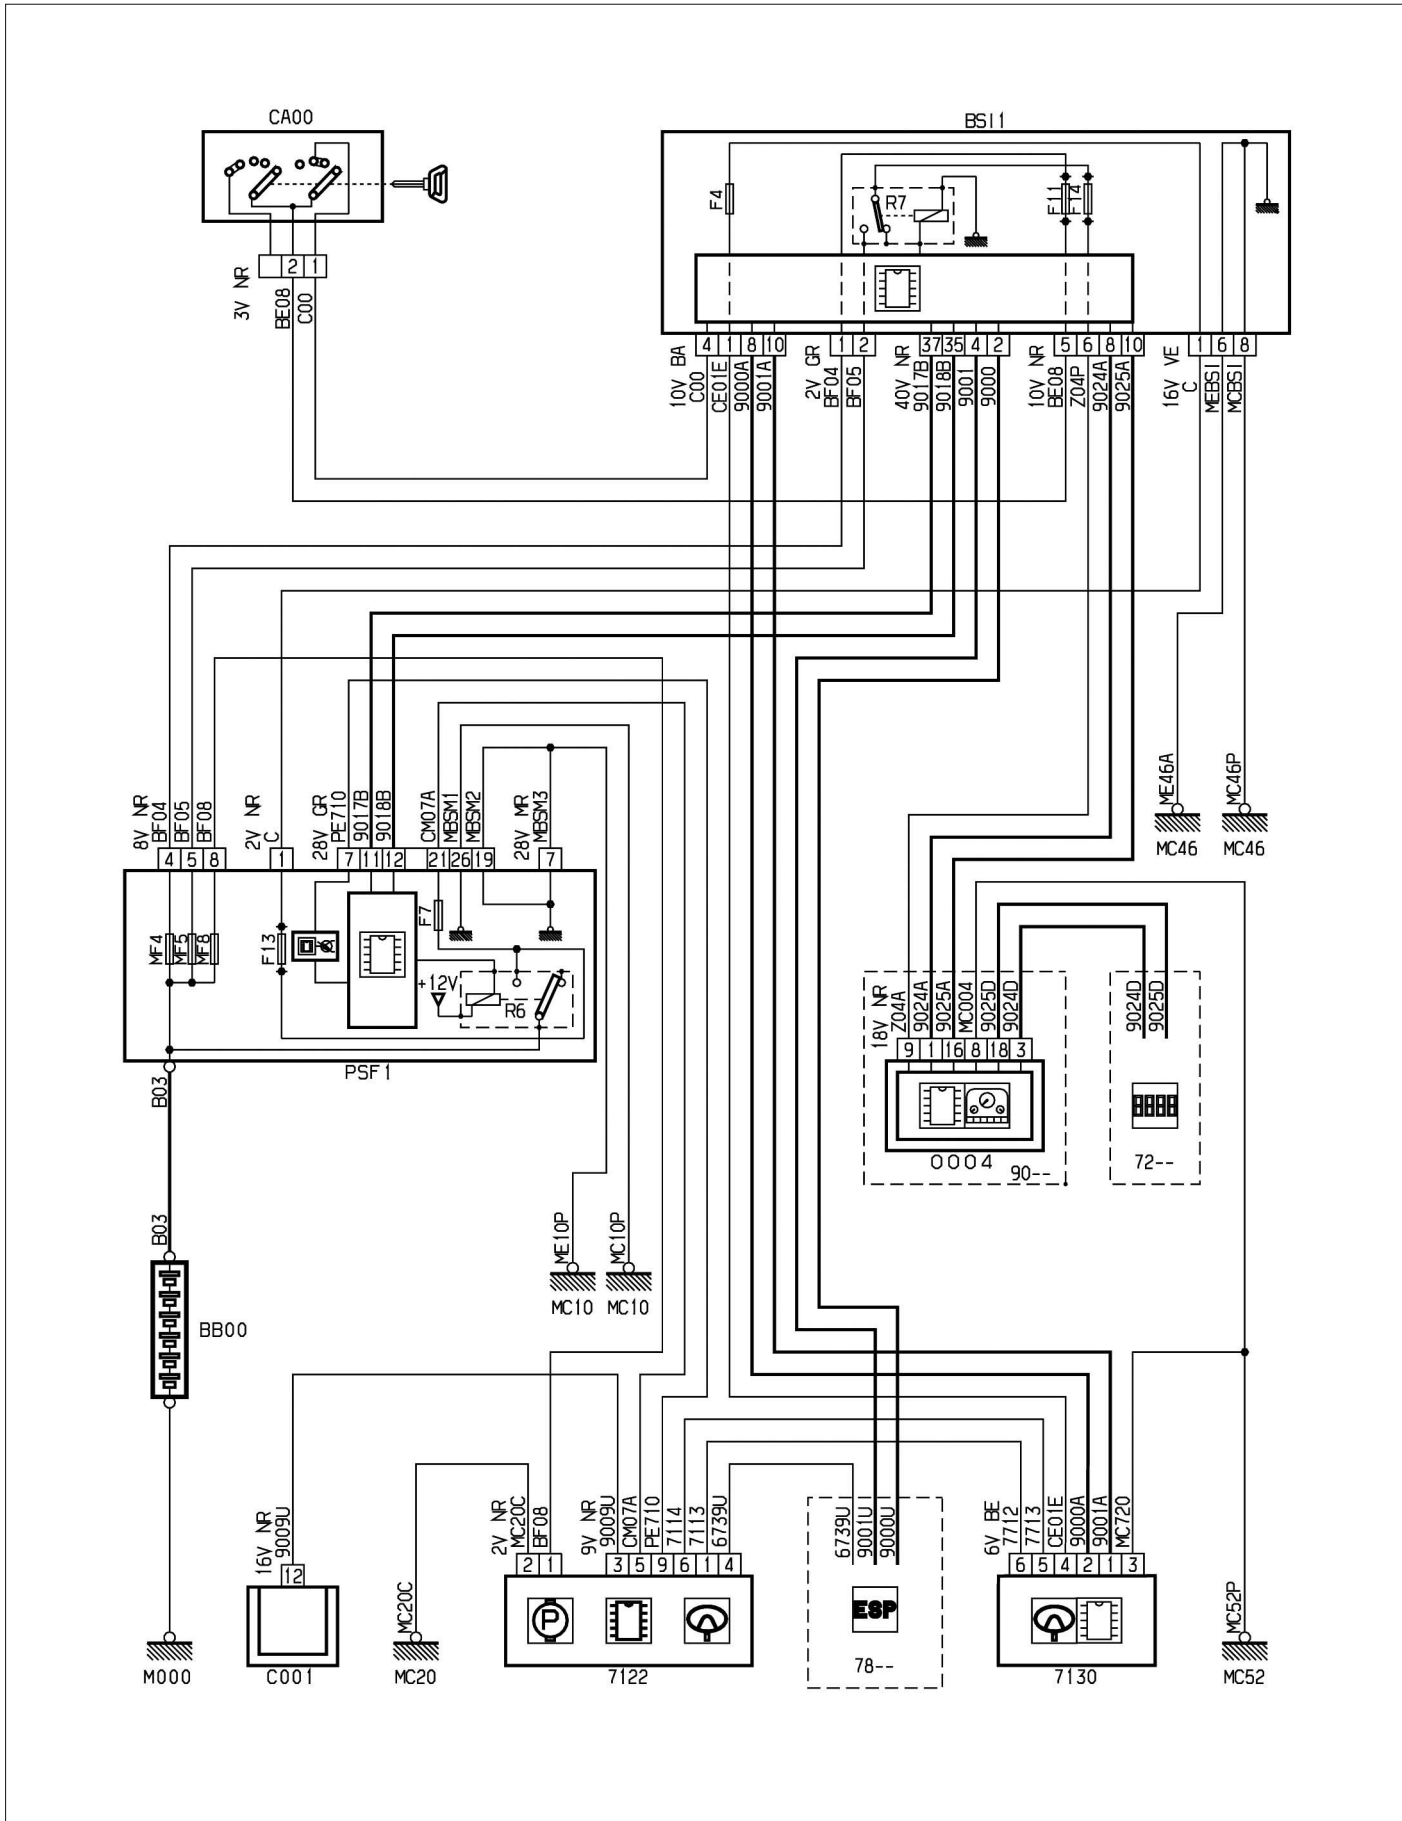 CA00
BSI1
F4
R7
F11
F14
3V NR
2
1
BE08
C00
4
1
8
10
1
2
37
35
4
2
5
6
8
10
1
6
8
10V BA
C00
CE01E
9000A
9001A
2V GR
BF04
BF05
40V NR
9017B
9018B
9001
9000
10V NR
BE08
Z04P
9024A
9025A
16V VE
C
MEBSI
MCBSI
ME46A
MC46P
MC46
MC46
8V NR
BF04
BF05
BF08
2V NR
C
28V GR
PE710
9017B
9018B
CM07A
MBSM1
MBSM2
28V MR
MBSM3
4
5
8
1
7
11
12
21
26
19
7
MF4
MF5
MF8
F13
F7
+12V
R6
PSF1
B03
B03
BB00
M000
18V NR
Z04A
9024A
9025A
MC004
9025D
9024D
9
1
16
8
18
3
0004
90--
9024D
9025D
72--
ME10P
MC10P
MC10
MC10
16V NR
9009U
12
C001
MC20C
MC20
2V NR
MC20C
BF08
9V NR
9009U
CM07A
PE710
7114
7113
6739U
2
1
3
5
9
6
1
4
P
7122
6739U
9001U
9000U
ESP
78--
6V BE
7712
7713
CE01E
9000A
9001A
MC720
6
5
4
2
1
3
7130
MC52P
MC52